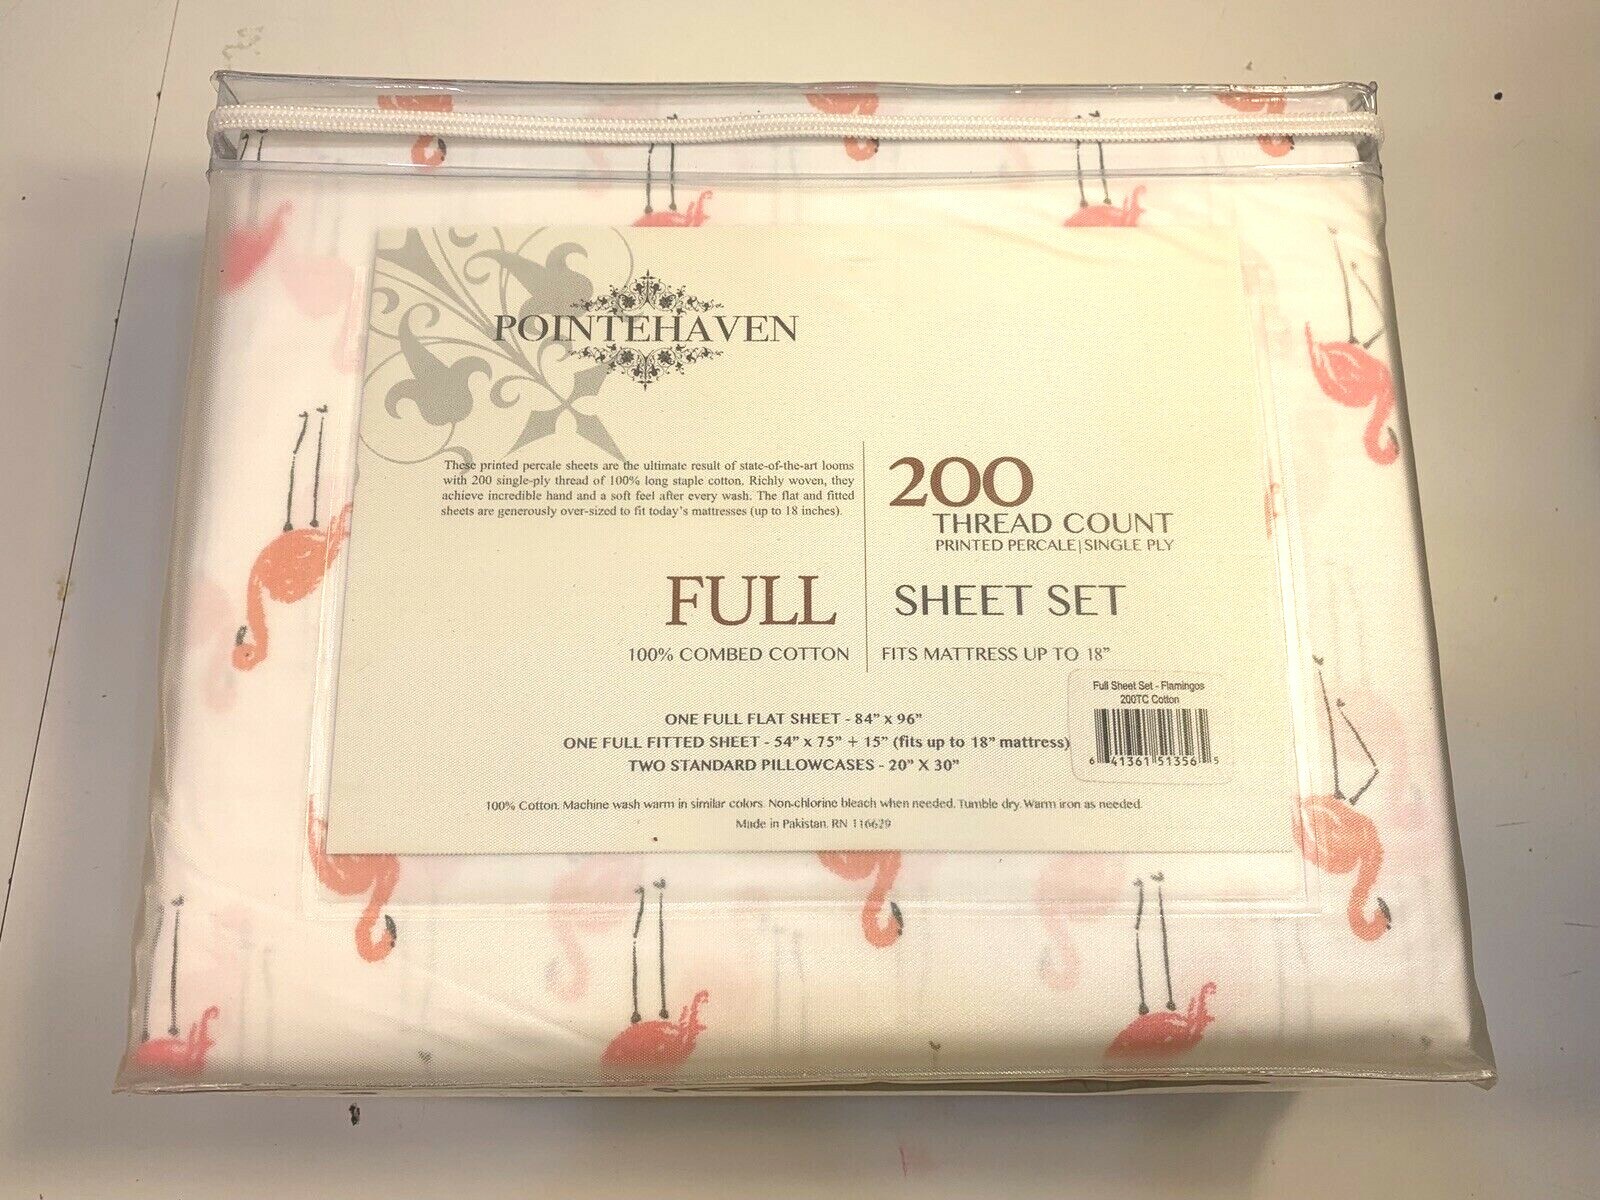 POINTEHAVEN
These printed percale sheets are the ultimate result of state-of-the-art looms
with 200 single-ply thread of 100% long staple cotton. Richly woven, they
achieve incredible hand and a soft feel after every wash. The flat and fitted
sheets are generously over-sized to fit today's mattresses (up to 18 inches).
200
THREAD COUNT
PRINTED PERCALE|SINGLE PLY
FULL
SHEET SET
100% COMBED COTTON
FITS MATTRESS UP TO 18”
Full Sheet Set - Flamingos
200TC Cotton
6 41361 51356 5
ONE FULL FLAT SHEET - 84” x 96”
ONE FULL FITTED SHEET - 54” x 75” + 15” (fits up to 18” mattress)
TWO STANDARD PILLOWCASES - 20” X 30”
100% Cotton. Machine wash warm in similar colors. Non-chlorine bleach when needed. Tumble dry. Warm iron as needed.
Made in Pakistan. RN 116629